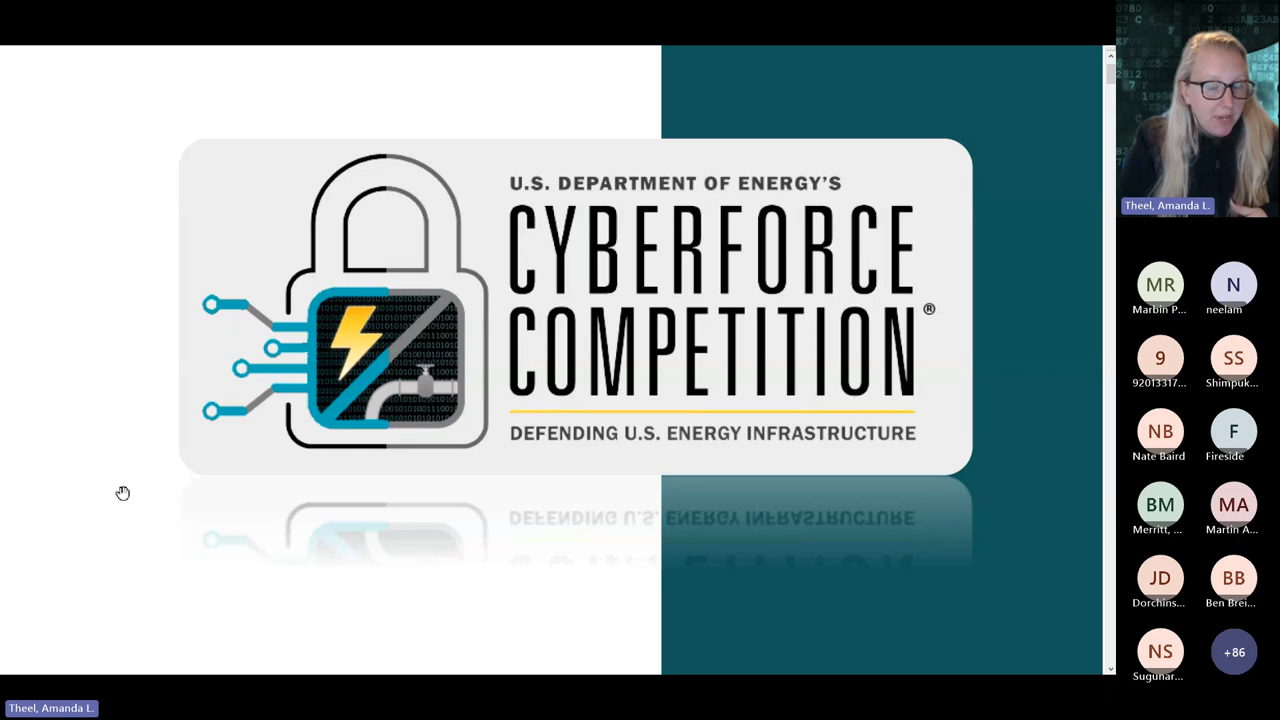 U.S. DEPARTMENT OF ENERGY'S
CYBERFORCE
COMPETITION®
DEFENDING U.S. ENERGY INFRASTRUCTURE
Theel, Amanda L.
MR
N
Marbin P...
neelam
9
SS
92013317...
Shimpuk...
NB
F
Nate Baird
Fireside
BM
MA
Merritt, ...
Martin A...
JD
BB
Dorchins...
Ben Brei...
NS
+86
Sugunar...
Theel, Amanda L.